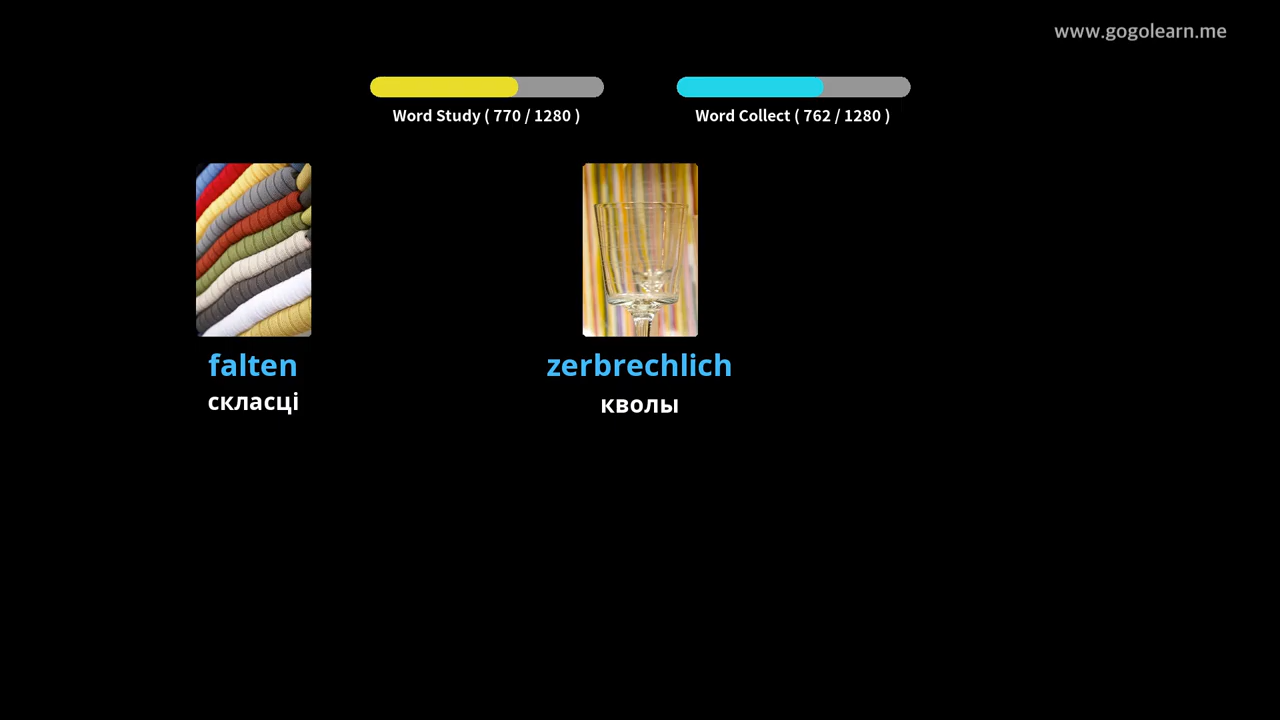 www.gogolearn.me
Word Study ( 770 / 1280 )
Word Collect ( 762 / 1280 )
falten
скласці
zerbrechlich
кволы